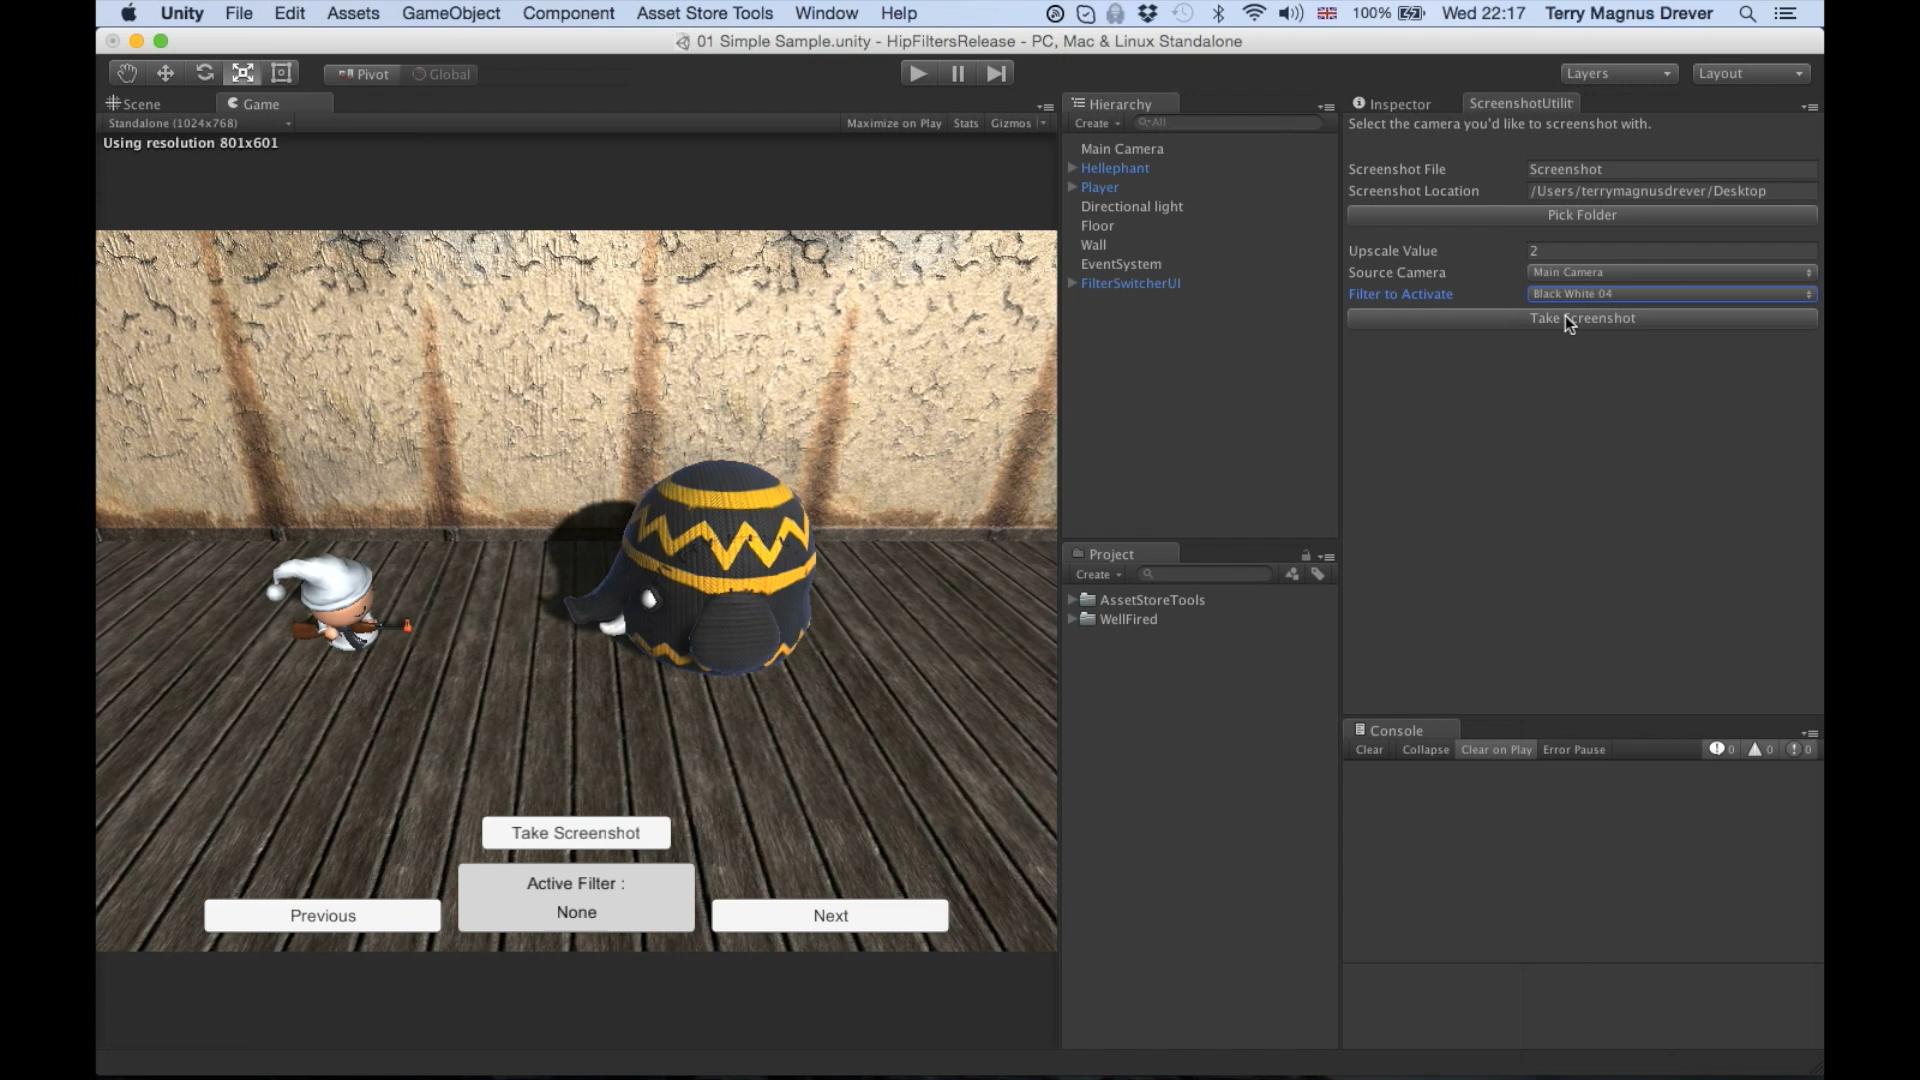 Unity File Edit Assets GameObject Component Asset Store Tools Window Help 100% Wed 22:17 Terry Magnus Drever
01 Simple Sample.unity - HipFiltersRelease - PC, Mac & Linux Standalone
Pivot Global Layers Layout
Scene Game
Standalone (1024x768) Maximize on Play Stats Gizmos
Using resolution 801x601
Take Screenshot
Active Filter :
None
Previous
Next
Hierarchy
Create All
Main Camera
Hellephant
Player
Directional light
Floor
Wall
EventSystem
FilterSwitcherUI
Project
Create
AssetStoreTools
WellFired
Inspector ScreenshotUtilit
Select the camera you'd like to screenshot with.
Screenshot File Screenshot
Screenshot Location /Users/terrymagnusdrever/Desktop
Pick Folder
Upscale Value 2
Source Camera Main Camera
Filter to Activate Black White 04
Take Screenshot
Console
Clear Collapse Clear on Play Error Pause 0 0 0